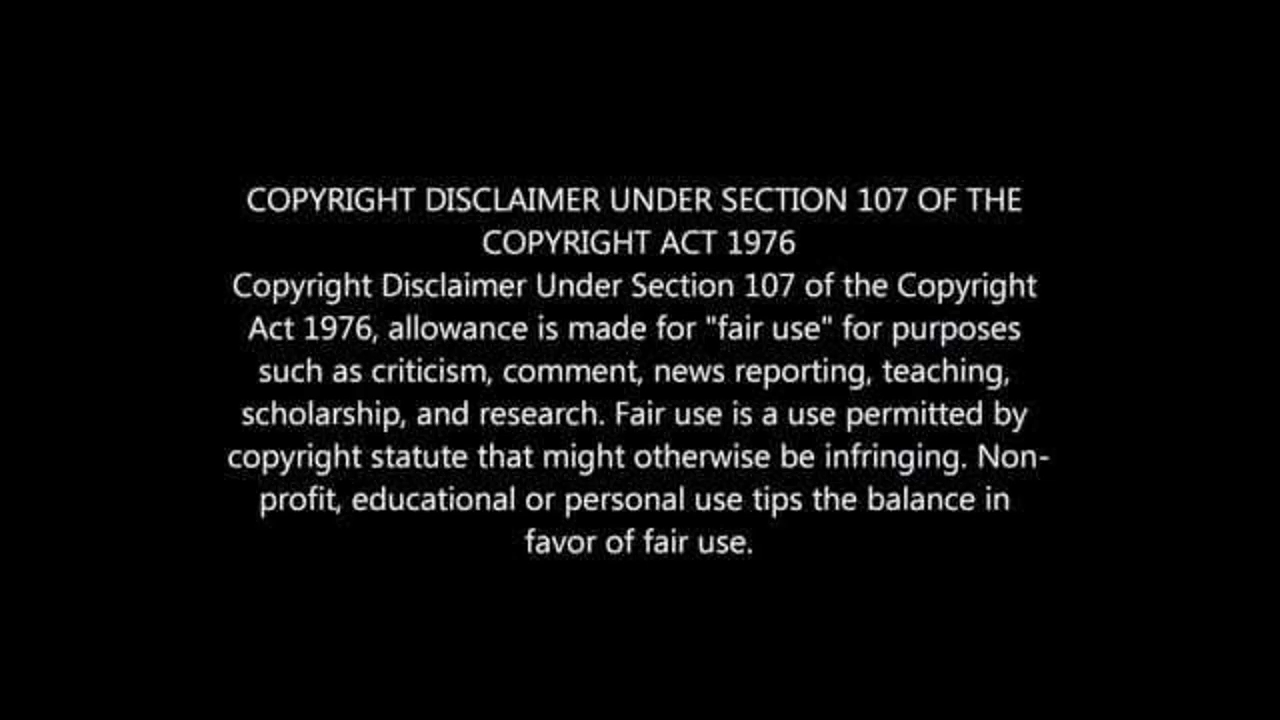 COPYRIGHT DISCLAIMER UNDER SECTION 107 OF THE
COPYRIGHT ACT 1976
Copyright Disclaimer Under Section 107 of the Copyright
Act 1976, allowance is made for "fair use" for purposes
such as criticism, comment, news reporting, teaching,
scholarship, and research. Fair use is a use permitted by
copyright statute that might otherwise be infringing. Non-
profit, educational or personal use tips the balance in
favor of fair use.